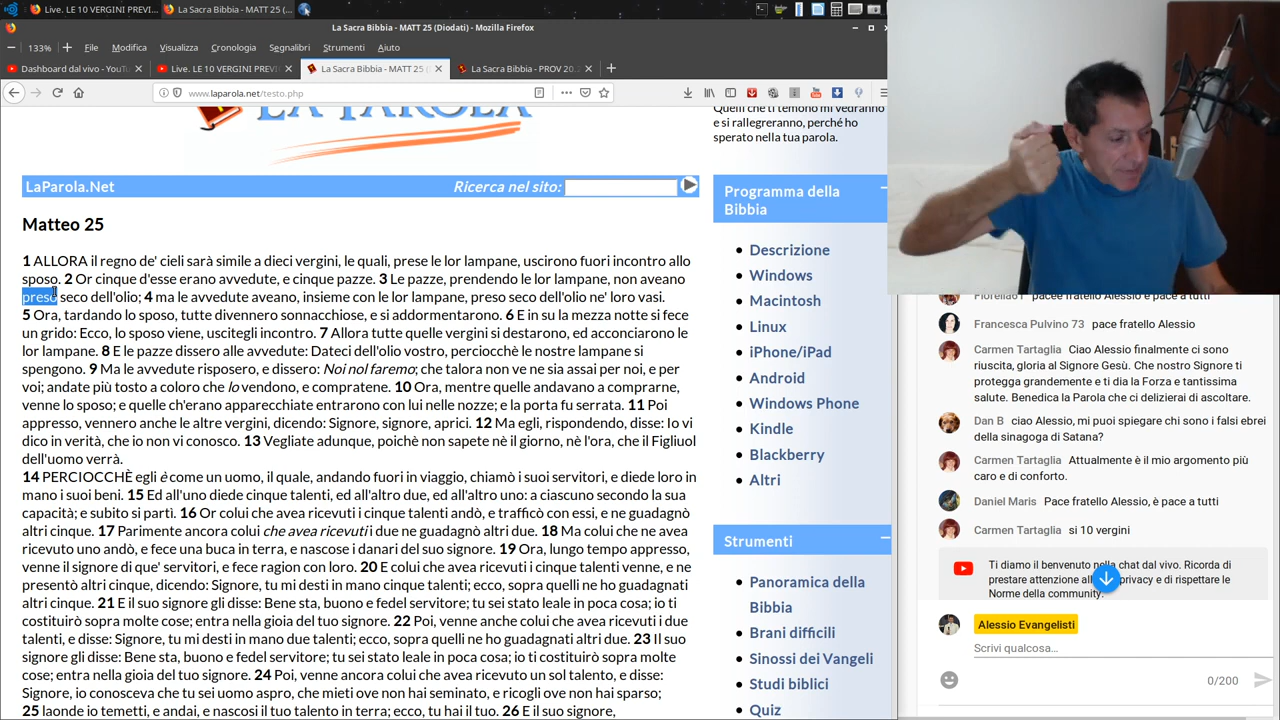 Live. LE 10 VERGINI PREVI
La Sacra Bibbia - MATT 25 (...
La Sacra Bibbia - MATT 25 (Diodati) - Mozilla Firefox
133% File Modifica Visualizza Cronologia Segnalibri Strumenti Aiuto
Dashboard dal vivo - YouTu
Live. LE 10 VERGINI PREVI
La Sacra Bibbia - MATT 25 (
La Sacra Bibbia - PROV 20.
www.laparola.net/testo.php
LA PAROLA
LaParola.Net
Ricerca nel sito:
Matteo 25
1 ALLORA il regno de' cieli sarà simile a dieci vergini, le quali, prese le lor lampane, uscirono fuori incontro allo
sposo. 2 Or cinque d'esse erano avvedute, e cinque pazze. 3 Le pazze, prendendo le lor lampane, non aveano
preso seco dell'olio; 4 ma le avvedute aveano, insieme con le lor lampane, preso seco dell'olio ne' loro vasi.
5 Ora, tardando lo sposo, tutte divennero sonnacchiose, e si addormentarono. 6 E in su la mezza notte si fece
un grido: Ecco, lo sposo viene, uscitegli incontro. 7 Allora tutte quelle vergini si destarono, ed acconciarono le
lor lampane. 8 E le pazze dissero alle avvedute: Dateci dell'olio vostro, perciocchè le nostre lampane si
spengono. 9 Ma le avvedute risposero, e dissero: Noi nol faremo; che talora non ve ne sia assai per noi, e per
voi; andate più tosto a coloro che lo vendono, e compratene. 10 Ora, mentre quelle andavano a comprarne,
venne lo sposo; e quelle ch'erano apparecchiate entrarono con lui nelle nozze; e la porta fu serrata. 11 Poi
appresso, vennero anche le altre vergini, dicendo: Signore, signore, aprici. 12 Ma egli, rispondendo, disse: Io vi
dico in verità, che io non vi conosco. 13 Vegliate adunque, poichè non sapete nè il giorno, nè l'ora, che il Figliuol
dell'uomo verrà.
14 PERCIOCCHÈ egli è come un uomo, il quale, andando fuori in viaggio, chiamò i suoi servitori, e diede loro in
mano i suoi beni. 15 Ed all'uno diede cinque talenti, ed all'altro due, ed all'altro uno: a ciascuno secondo la sua
capacità; e subito si partì. 16 Or colui che avea ricevuti i cinque talenti andò, e trafficò con essi, e ne guadagnò
altri cinque. 17 Parimente ancora colui che avea ricevuti i due ne guadagnò altri due. 18 Ma colui che ne avea
ricevuto uno andò, e fece una buca in terra, e nascose i danari del suo signore. 19 Ora, lungo tempo appresso,
venne il signore di que' servitori, e fece ragion con loro. 20 E colui che avea ricevuti i cinque talenti venne, e ne
presentò altri cinque, dicendo: Signore, tu mi desti in mano cinque talenti; ecco, sopra quelli ne ho guadagnati
altri cinque. 21 E il suo signore gli disse: Bene sta, buono e fedel servitore; tu sei stato leale in poca cosa; io ti
costituirò sopra molte cose; entra nella gioia del tuo signore. 22 Poi, venne anche colui che avea ricevuti i due
talenti, e disse: Signore, tu mi desti in mano due talenti; ecco, sopra quelli ne ho guadagnati altri due. 23 Il suo
signore gli disse: Bene sta, buono e fedel servitore; tu sei stato leale in poca cosa; io ti costituirò sopra molte
cose; entra nella gioia del tuo signore. 24 Poi, venne ancora colui che avea ricevuto un sol talento, e disse:
Signore, io conosceva che tu sei uomo aspro, che mieti ove non hai seminato, e ricogli ove non hai sparso;
25 laonde io temetti, e andai, e nascosi il tuo talento in terra; ecco, tu hai il tuo. 26 E il suo signore,
Quelli che ti temono mi vedranno
e si rallegreranno, perché ho
sperato nella tua parola.
Programma della
Bibbia
Descrizione
Windows
Macintosh
Linux
iPhone/iPad
Android
Windows Phone
Kindle
Blackberry
Altri
Strumenti
Panoramica della
Bibbia
Brani difficili
Sinossi dei Vangeli
Studi biblici
Quiz
Fiorella61 pacee fratello Alessio e pace a tutti
Francesca Pulvino 73 pace fratello Alessio
Carmen Tartaglia Ciao Alessio finalmente ci sono
riuscita, gloria al Signore Gesù. Che nostro Signore ti
protegga grandemente e ti dia la Forza e tantissima
salute. Benedica la Parola che ci delizierai di ascoltare.
Dan B ciao Alessio, mi puoi spiegare chi sono i falsi ebrei
della sinagoga di Satana?
Carmen Tartaglia Attualmente è il mio argomento più
caro e di conforto.
Daniel Maris Pace fratello Alessio, è pace a tutti
Carmen Tartaglia si 10 vergini
Ti diamo il benvenuto nella chat dal vivo. Ricorda di
prestare attenzione alla privacy e di rispettare le
Norme della community.
Alessio Evangelisti
Scrivi qualcosa...
0/200